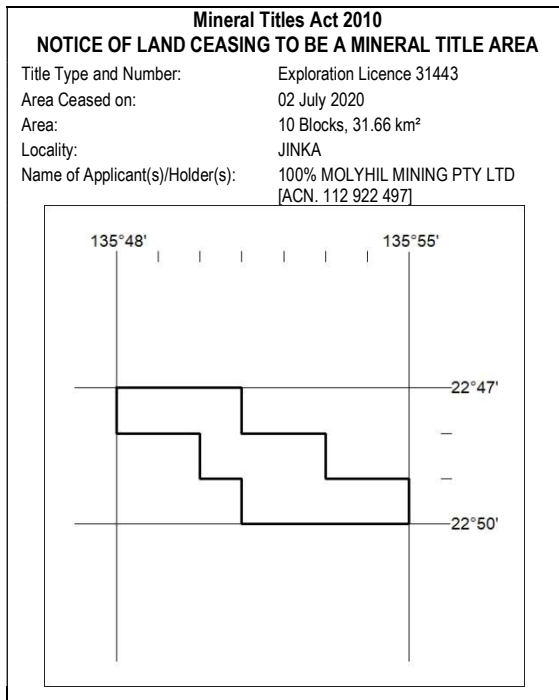 Mineral Titles Act 2010
NOTICE OF LAND CEASING TO BE A MINERAL TITLE AREA
Title Type and Number: Exploration Licence 31443
Area Ceased on: 02 July 2020
Area: 10 Blocks, 31.66 km²
Locality: JINKA
Name of Applicant(s)/Holder(s): 100% MOLYHIL MINING PTY LTD
[ACN. 112 922 497]
135°48' 135°55'
22°47'
22°50'